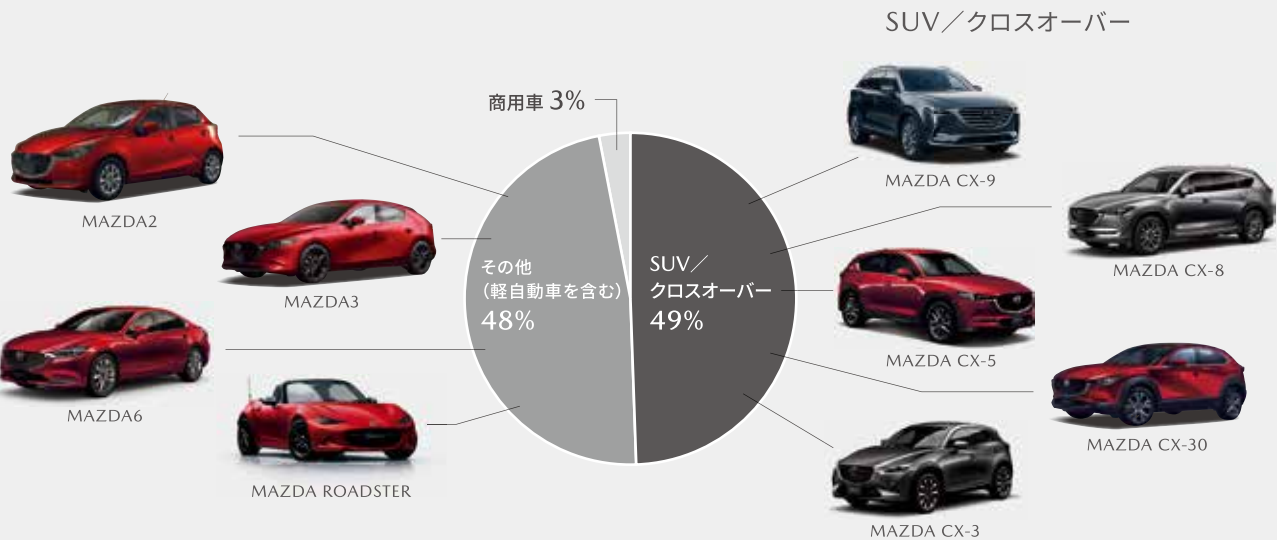 SUV／クロスオーバー
商用車 3%
MAZDA CX-9
MAZDA2
MAZDA CX-8
その他
（軽自動車を含む）
48%
SUV／
クロスオーバー
49%
MAZDA3
MAZDA CX-5
MAZDA6
MAZDA CX-30
MAZDA ROADSTER
MAZDA CX-3